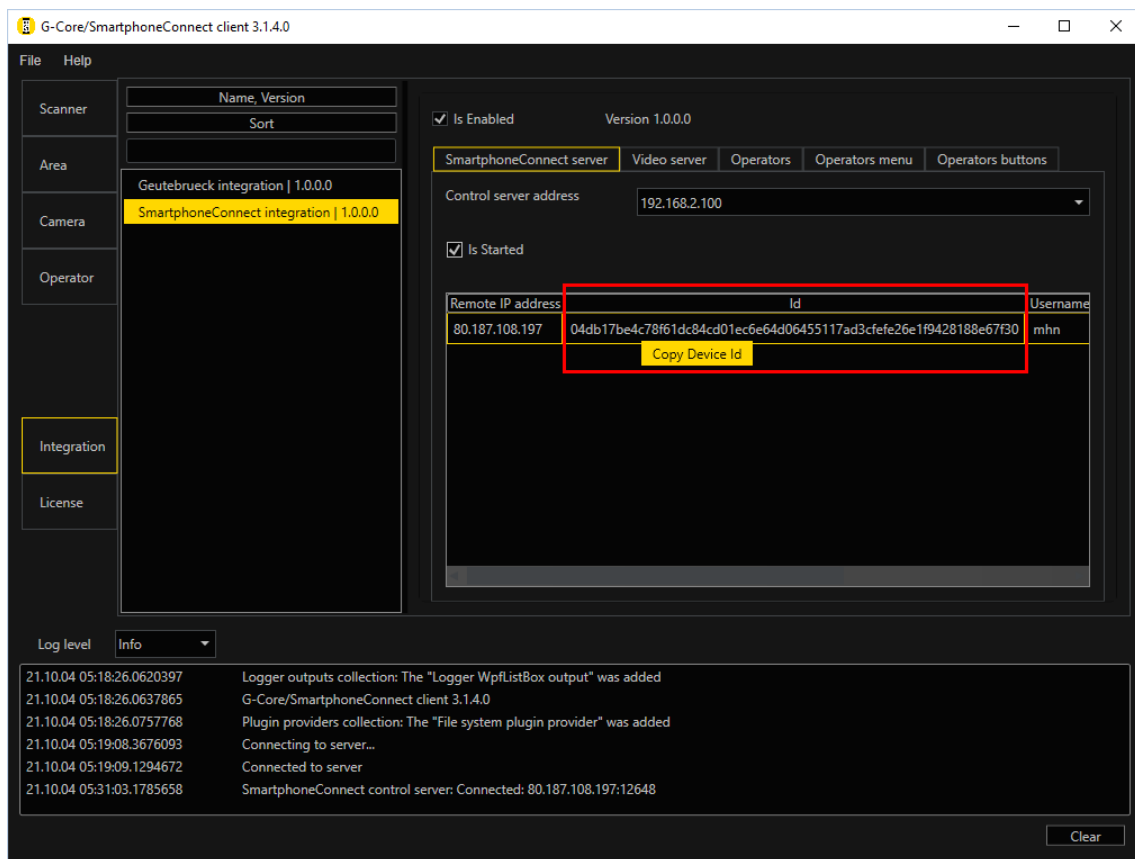 G-Core/SmartphoneConnect client 3.1.4.0
File Help
Scanner
Area
Camera
Operator
Integration
License
Name, Version
Sort
Geutebrueck integration | 1.0.0.0
SmartphoneConnect integration | 1.0.0.0
Is Enabled Version 1.0.0.0
SmartphoneConnect server Video server Operators Operators menu Operators buttons
Control server address 192.168.2.100
Is Started
Remote IP address Id Username
80.187.108.197 04db17be4c78f61dc84cd01ec6e64d06455117ad3cfefe26e1f9428188e67f30 mhn
Copy Device Id
Log level Info
21.10.04 05:18:26.0620397 Logger outputs collection: The "Logger WpfListBox output" was added
21.10.04 05:18:26.0637865 G-Core/SmartphoneConnect client 3.1.4.0
21.10.04 05:18:26.0757768 Plugin providers collection: The "File system plugin provider" was added
21.10.04 05:19:08.3676093 Connecting to server...
21.10.04 05:19:09.1294672 Connected to server
21.10.04 05:31:03.1785658 SmartphoneConnect control server: Connected: 80.187.108.197:12648
Clear